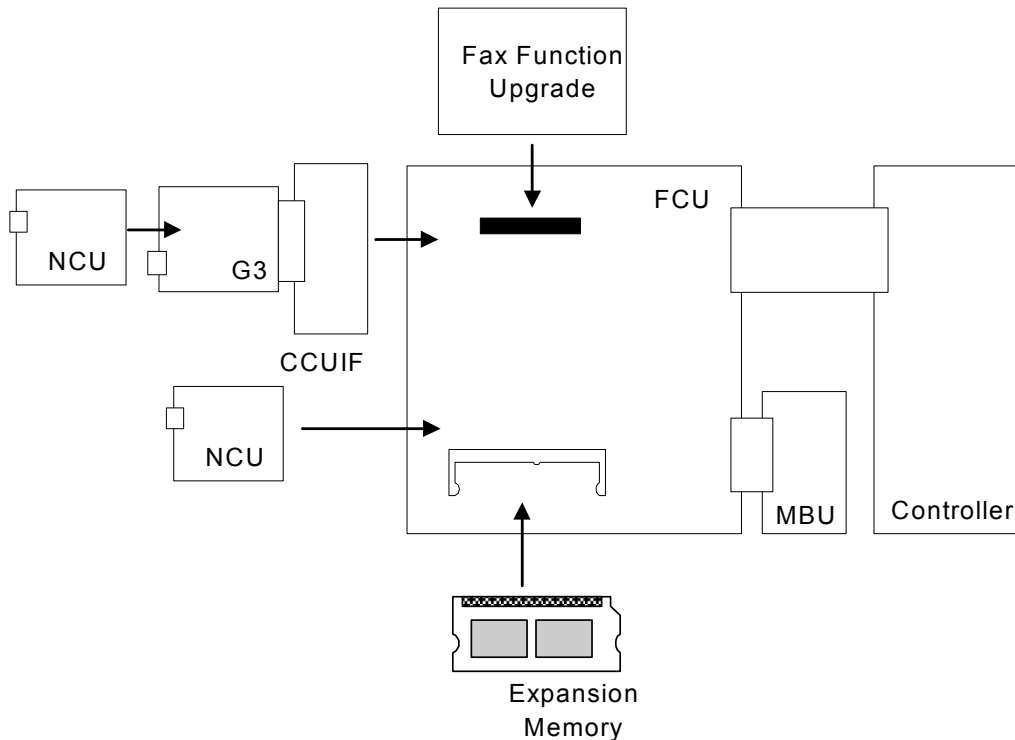 Fax Function
Upgrade
FCU
NCU
G3
CCUIF
NCU
MBU
Controller
Expansion
Memory